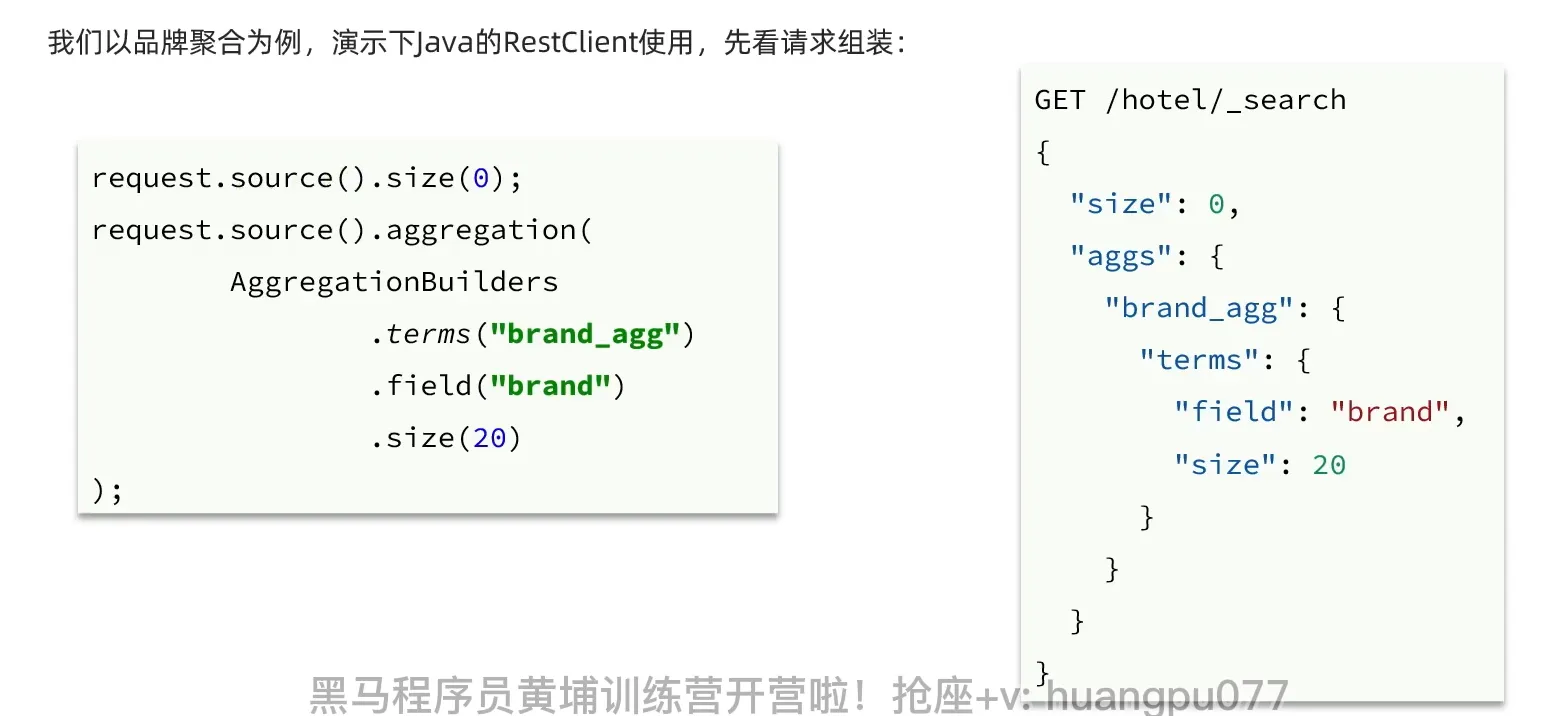 我们以品牌聚合为例，演示下Java的RestClient使用，先看请求组装：
request.source().size(0);
request.source().aggregation(
AggregationBuilders
.terms("brand_agg")
.field("brand")
.size(20)
);
GET /hotel/_search
{
"size": 0,
"aggs": {
"brand_agg": {
"terms": {
"field": "brand",
"size": 20
}
}
}
}
黑马程序员黄埔训练营开营啦！抢座+v: huangpu077